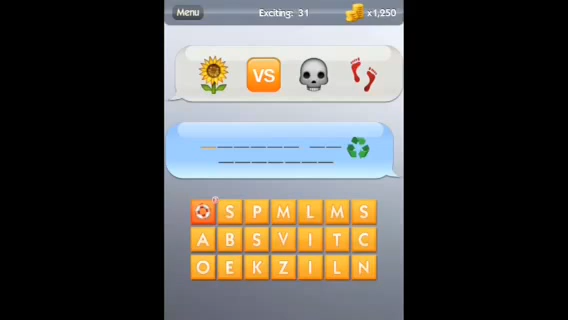 Menu Exciting: 31 x1,250
VS
S P M L M S
A B S V I T C
O E K Z I L N